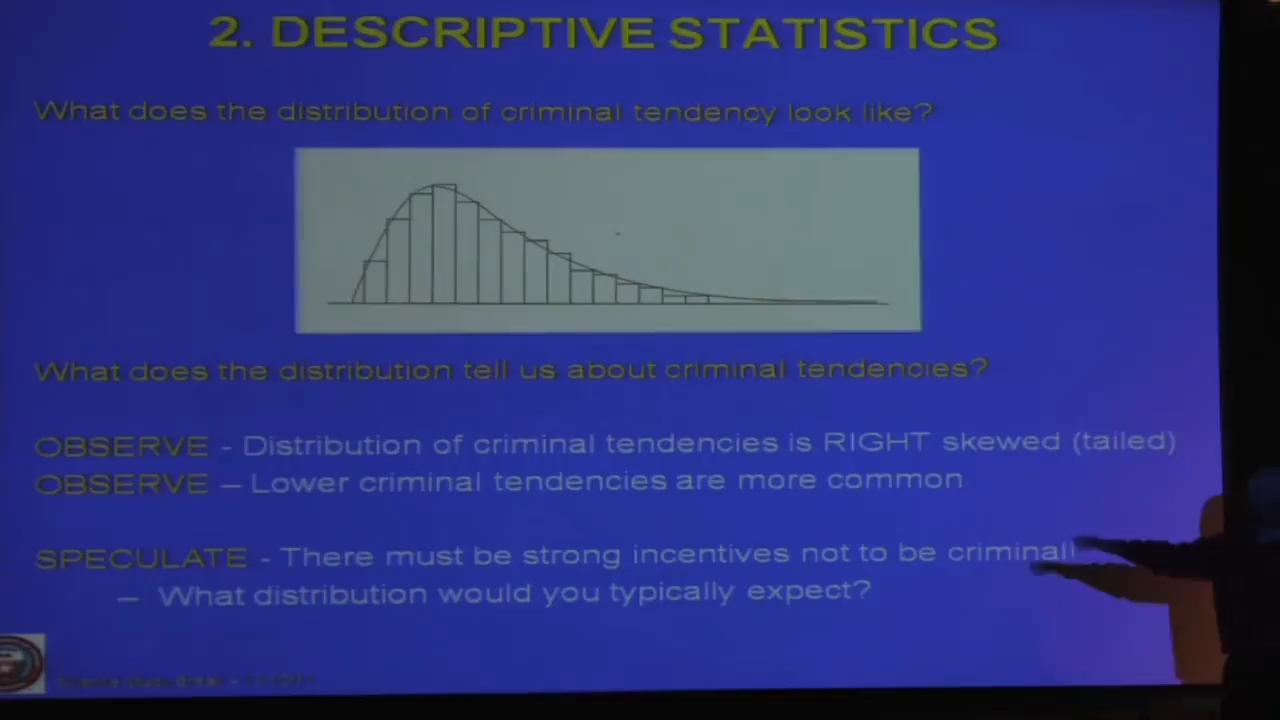 2. DESCRIPTIVE STATISTICS
What does the distribution of criminal tendency look like?
What does the distribution tell us about criminal tendencies?
OBSERVE - Distribution of criminal tendencies is RIGHT skewed (tailed)
OBSERVE – Lower criminal tendencies are more common
SPECULATE - There must be strong incentives not to be criminal!
– What distribution would you typically expect?